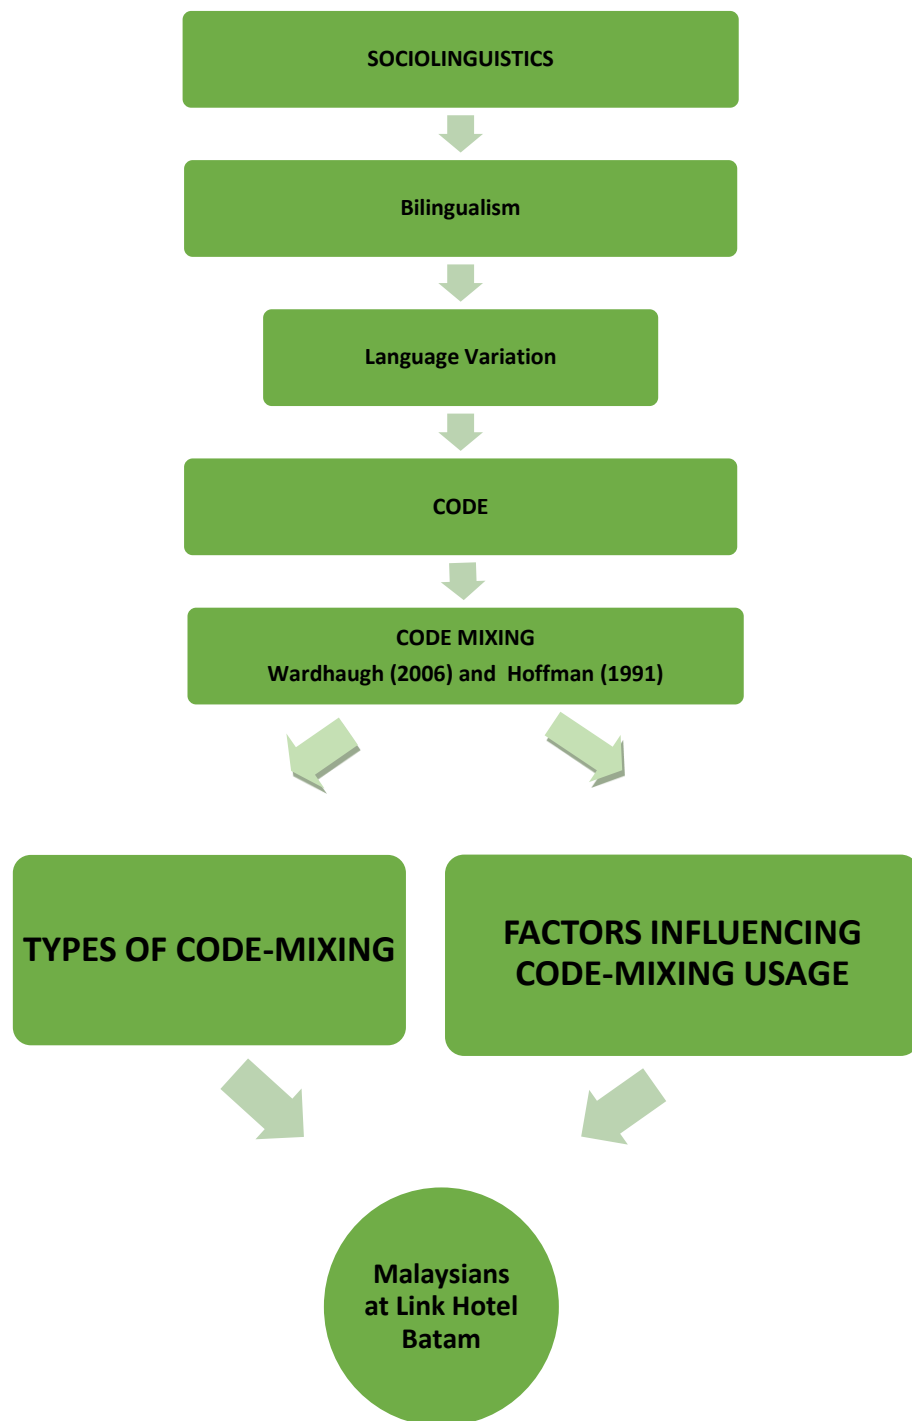 SOCIOLINGUISTICS
Bilingualism
Language Variation
CODE
CODE MIXING
Wardhaugh (2006) and  Hoffman (1991)
TYPES OF CODE-MIXING
FACTORS INFLUENCING
CODE-MIXING USAGE
Malaysians
at Link Hotel
Batam